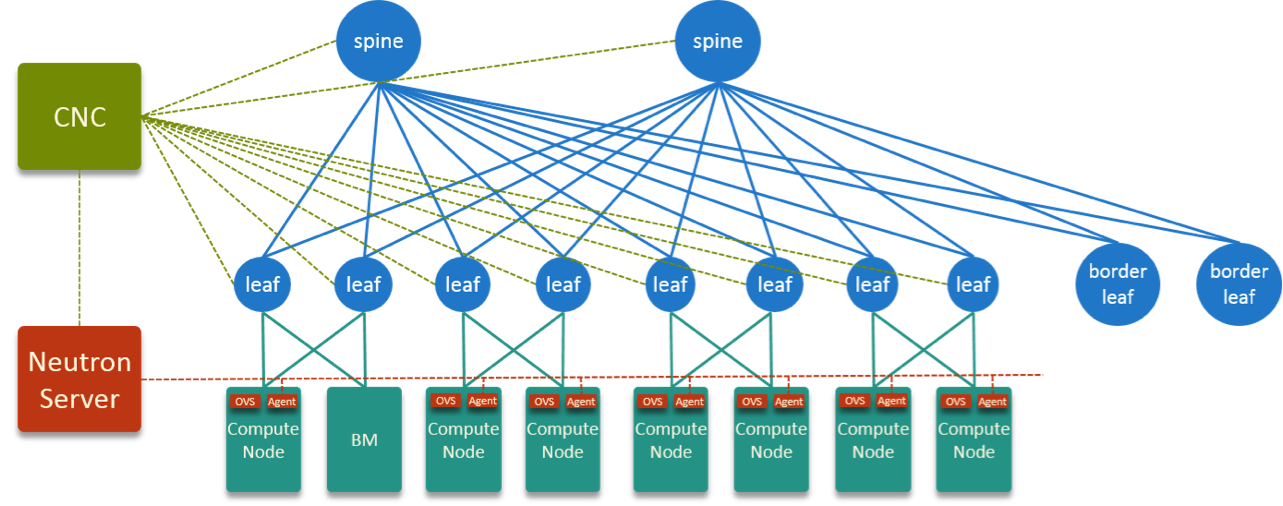 spine
spine
CNC
leaf
leaf
leaf
leaf
leaf
leaf
leaf
leaf
border
leaf
border
leaf
Neutron
Server
OVS Agent
Compute
Node
BM
OVS Agent
Compute
Node
OVS Agent
Compute
Node
OVS Agent
Compute
Node
OVS Agent
Compute
Node
OVS Agent
Compute
Node
OVS Agent
Compute
Node